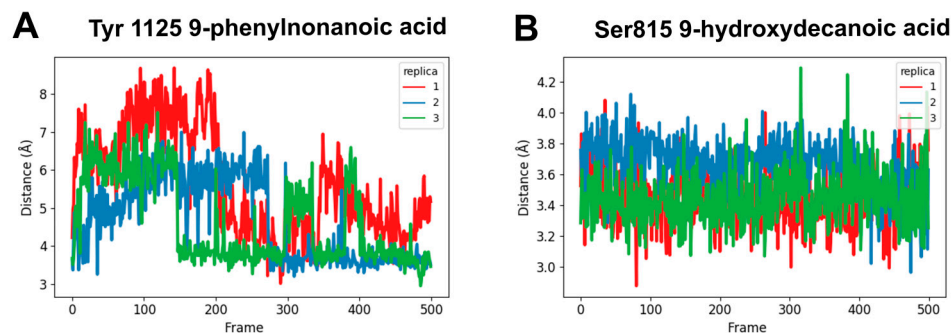 A Tyr 1125 9-phenylnonanoic acid
replica
1
2
3
Distance (Å)
8
7
6
5
4
3
0 100 200 300 400 500
Frame
B Ser815 9-hydroxydecanoic acid
replica
1
2
3
Distance (Å)
4.2
4.0
3.8
3.6
3.4
3.2
3.0
0 100 200 300 400 500
Frame